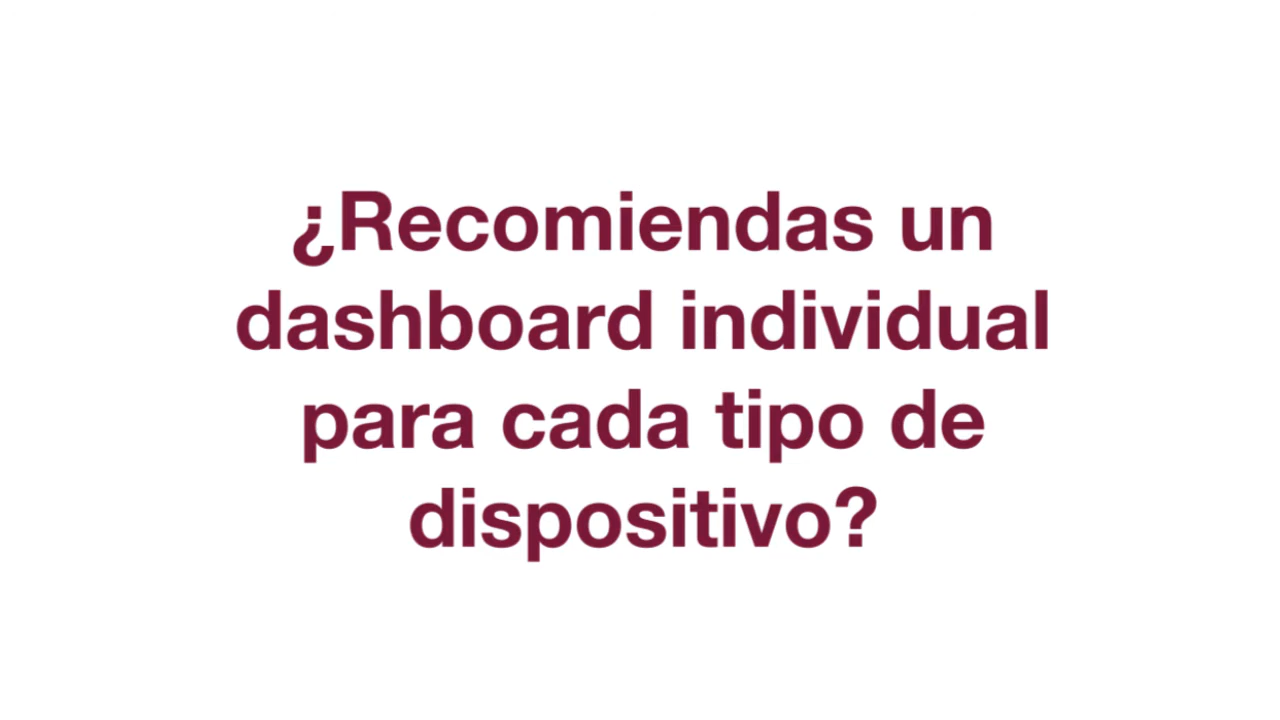 ¿Recomiendas un
dashboard individual
para cada tipo de
dispositivo?